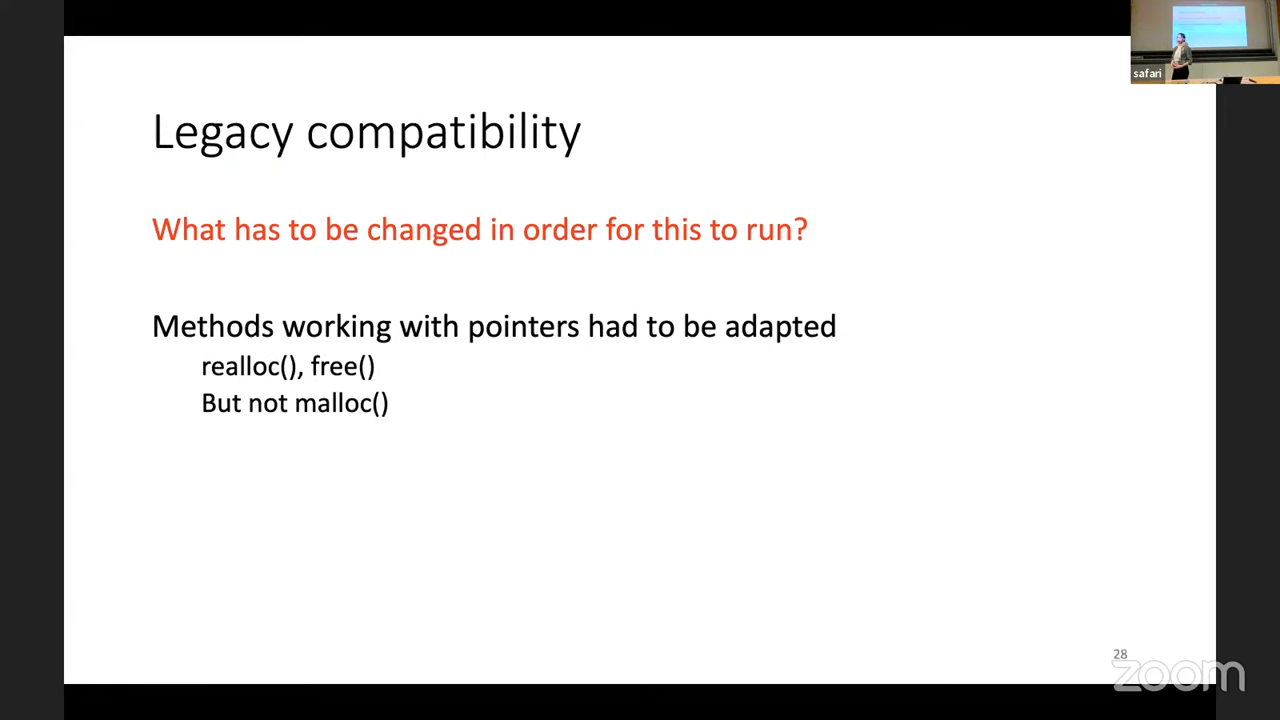 safari
Legacy compatibility
What has to be changed in order for this to run?
Methods working with pointers had to be adapted
realloc(), free()
But not malloc()
28
zoom